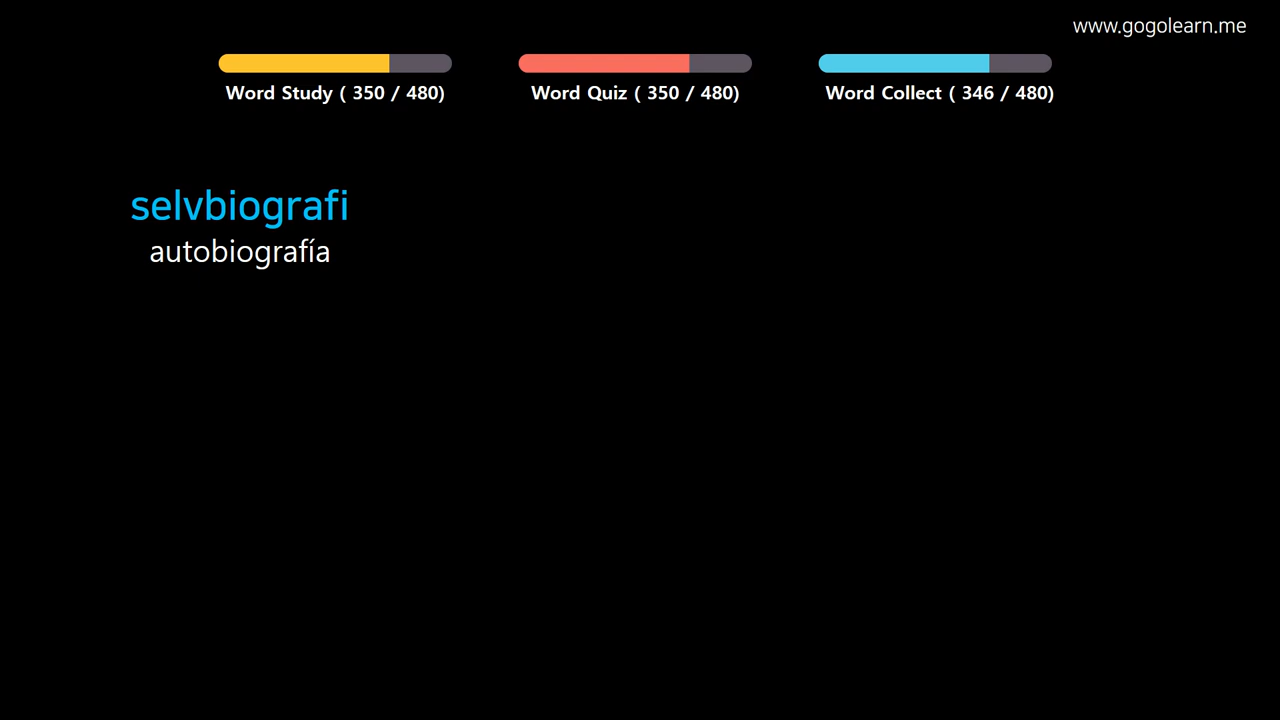 www.gogolearn.me
Word Study ( 350 / 480)
Word Quiz ( 350 / 480)
Word Collect ( 346 / 480)
selvbiografi
autobiografía